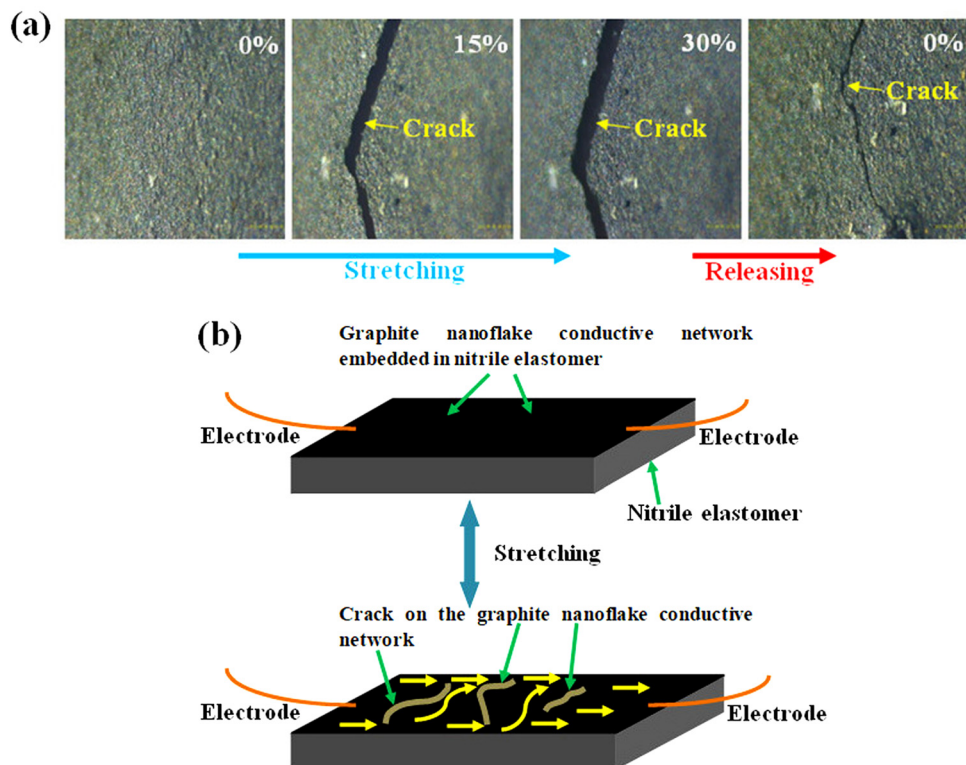 (a)
0%
15%
30%
0%
Crack
Crack
Crack
Stretching
Releasing
(b)
Graphite nanoflake conductive network
embedded in nitrile elastomer
Electrode
Electrode
Nitrile elastomer
Stretching
Crack on the graphite nanoflake conductive
network
Electrode
Electrode